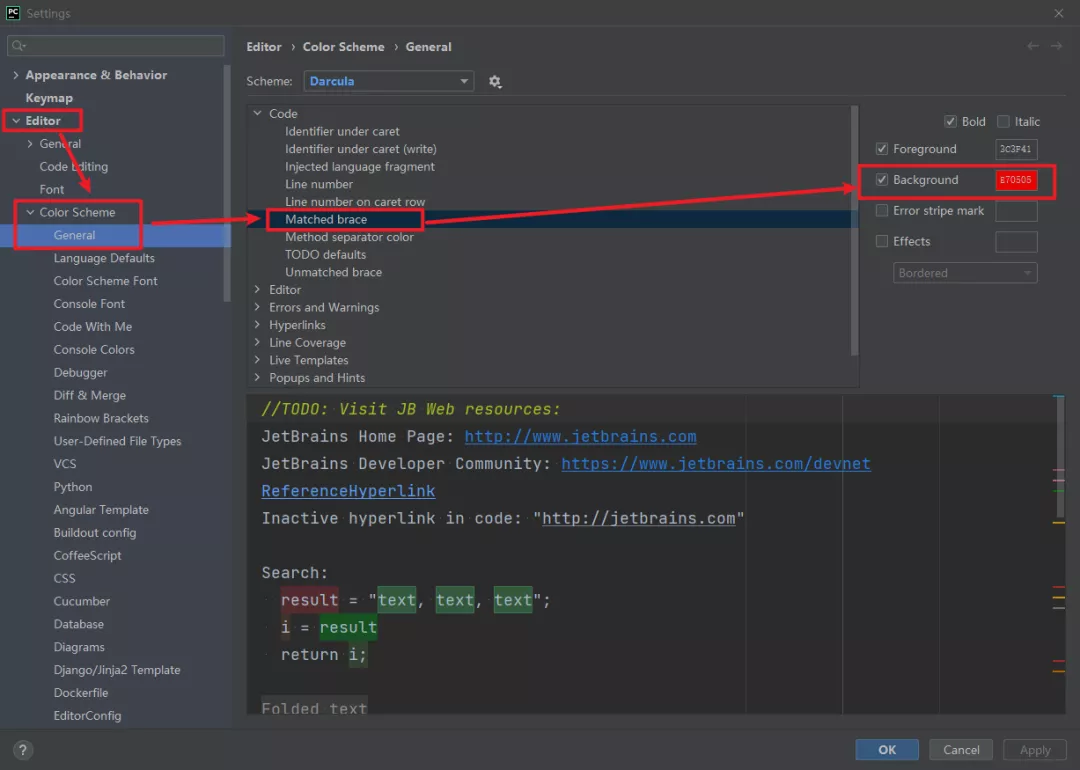 PC Settings
Appearance & Behavior
Keymap
Editor
General
Code Editing
Font
Color Scheme
General
Language Defaults
Color Scheme Font
Console Font
Code With Me
Console Colors
Debugger
Diff & Merge
Rainbow Brackets
User-Defined File Types
VCS
Python
Angular Template
Buildout config
CoffeeScript
CSS
Cucumber
Database
Diagrams
Django/Jinja2 Template
Dockerfile
EditorConfig
Editor › Color Scheme › General
Scheme: Darcula
Code
Identifier under caret
Identifier under caret (write)
Injected language fragment
Line number
Line number on caret row
Matched brace
Method separator color
TODO defaults
Unmatched brace
Editor
Errors and Warnings
Hyperlinks
Line Coverage
Live Templates
Popups and Hints
Bold Italic
Foreground 3C3F41
Background E70505
Error stripe mark
Effects
Bordered
//TODO: Visit JB Web resources:
JetBrains Home Page: http://www.jetbrains.com
JetBrains Developer Community: https://www.jetbrains.com/devnet
ReferenceHyperlink
Inactive hyperlink in code: "http://jetbrains.com"
Search:
result = "text, text, text";
i = result
return i;
Folded text
? OK Cancel Apply